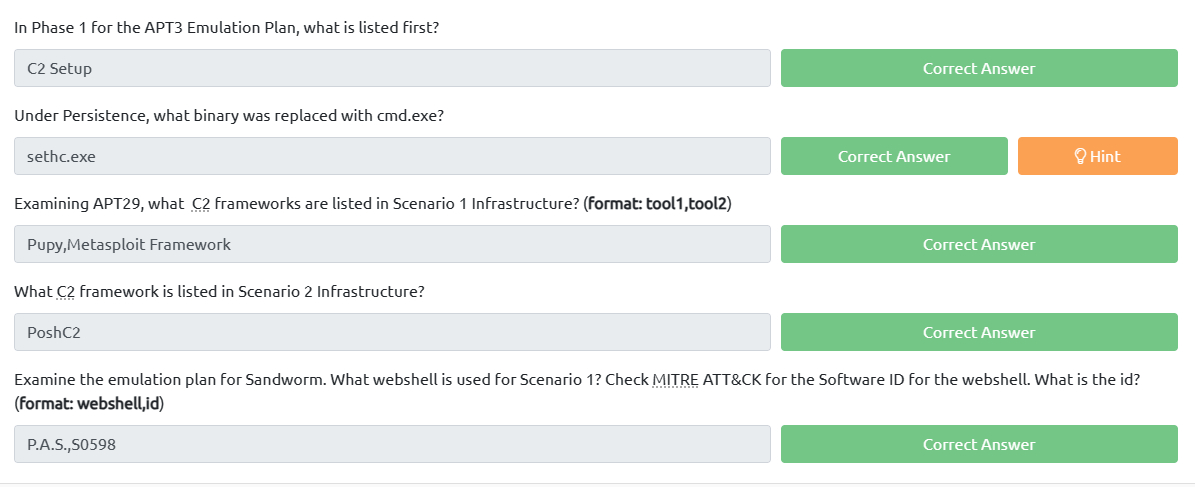 In Phase 1 for the APT3 Emulation Plan, what is listed first?
C2 Setup
Correct Answer
Under Persistence, what binary was replaced with cmd.exe?
sethc.exe
Correct Answer
Hint
Examining APT29, what C2 frameworks are listed in Scenario 1 Infrastructure? (format: tool1,tool2)
Pupy,Metasploit Framework
Correct Answer
What C2 framework is listed in Scenario 2 Infrastructure?
PoshC2
Correct Answer
Examine the emulation plan for Sandworm. What webshell is used for Scenario 1? Check MITRE ATT&CK for the Software ID for the webshell. What is the id?
(format: webshell,id)
P.A.S.,S0598
Correct Answer